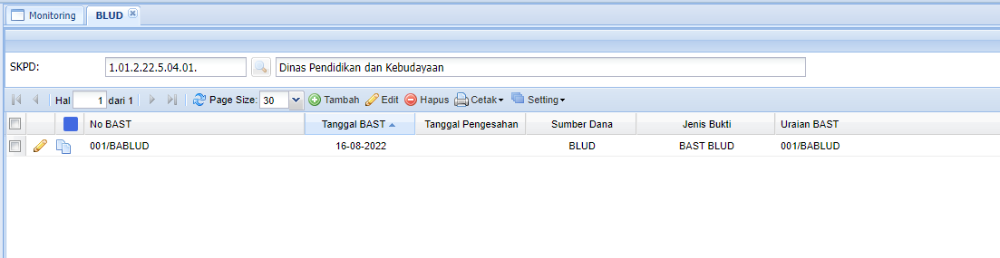 Monitoring BLUD
SKPD: 1.01.2.22.5.04.01. Dinas Pendidikan dan Kebudayaan
Hal 1 dari 1 Page Size: 30 Tambah Edit Hapus Cetak Setting
No BAST Tanggal BAST Tanggal Pengesahan Sumber Dana Jenis Bukti Uraian BAST
001/BABLUD 16-08-2022 BLUD BAST BLUD 001/BABLUD